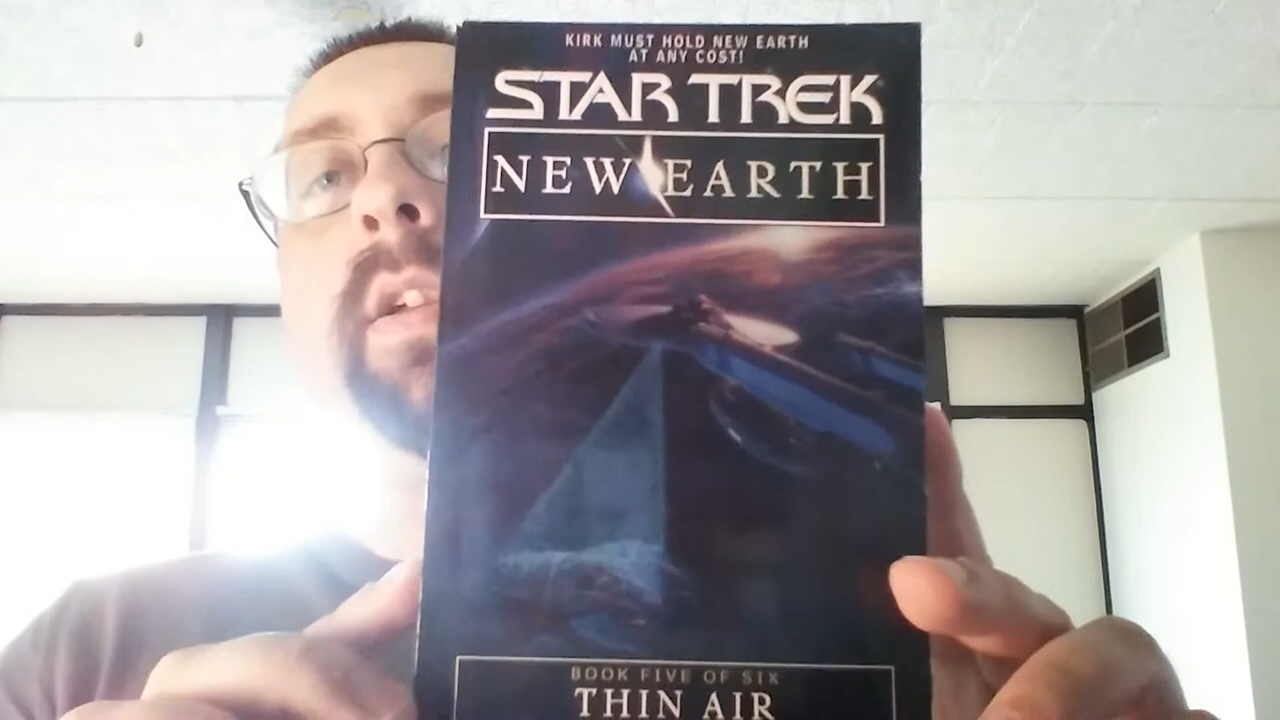 KIRK MUST HOLD NEW EARTH
AT ANY COST!
STAR TREK
NEW EARTH
BOOK FIVE OF SIX
THIN AIR